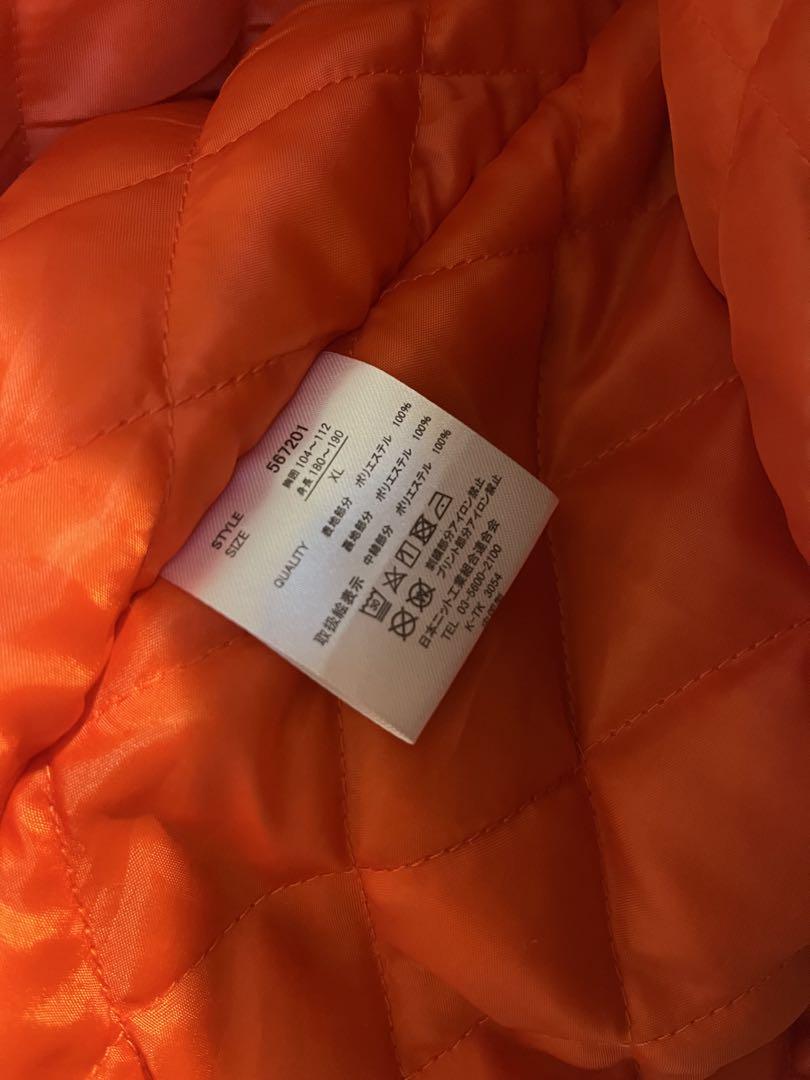 STYLE 567201
SIZE 胸囲 104～112
身長 180～190
XL
QUALITY 表地部分 ポリエステル 100%
裏地部分 ポリエステル 100%
中綿部分 ポリエステル 100%
取扱絵表示
30
刺繍部分アイロン禁止
プリント部分アイロン禁止
日本ニット工業組合連合会
TEL 03-5600-2100
K-TK 3054